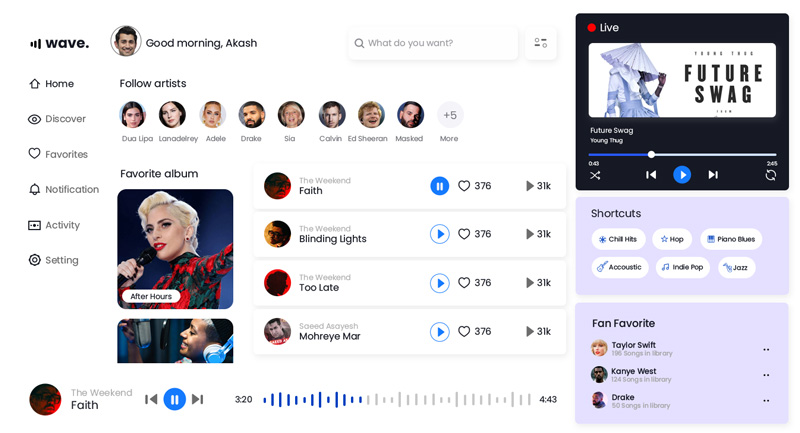 wave.
Good morning, Akash
What do you want?
Home
Discover
Favorites
Notification
Activity
Setting
Follow artists
Dua Lipa
Lanadelrey
Adele
Drake
Sia
Calvin
Ed Sheeran
Masked
+5
More
Favorite album
After Hours
The Weekend
Faith
376
31k
The Weekend
Blinding Lights
376
31k
The Weekend
Too Late
376
31k
Saeed Asayesh
Mohreye Mar
376
31k
The Weekend
Faith
3:20
4:43
Live
YOUNG THUG
FUTURE
SWAG
Future Swag
Young Thug
0:43
2:45
Shortcuts
Chill Hits
Hop
Piano Blues
Accoustic
Indie Pop
Jazz
Fan Favorite
Taylor Swift
196 Songs in library
Kanye West
124 Songs in library
Drake
50 Songs in library